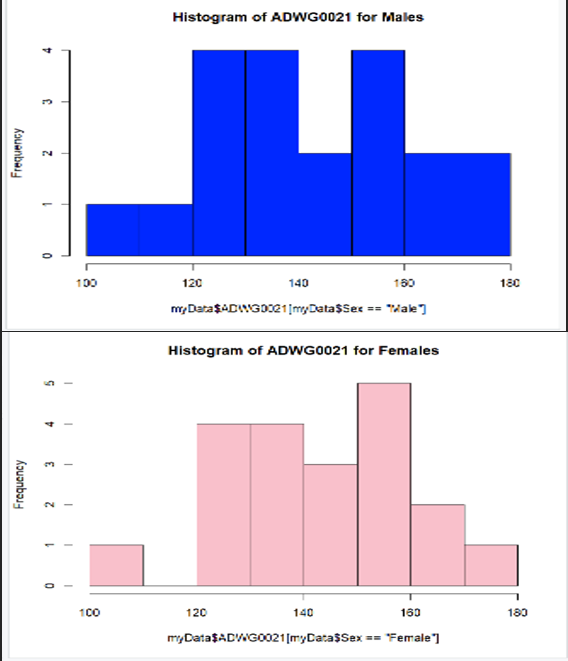 Histogram of ADWG0021 for Males
4
3
2
1
0
Frequency
100 120 140 160 180
myData$ADWG0021[myData$Sex == "Male"]
Histogram of ADWG0021 for Females
5
4
3
2
1
0
Frequency
100 120 140 160 180
myData$ADWG0021[myData$Sex == "Female"]